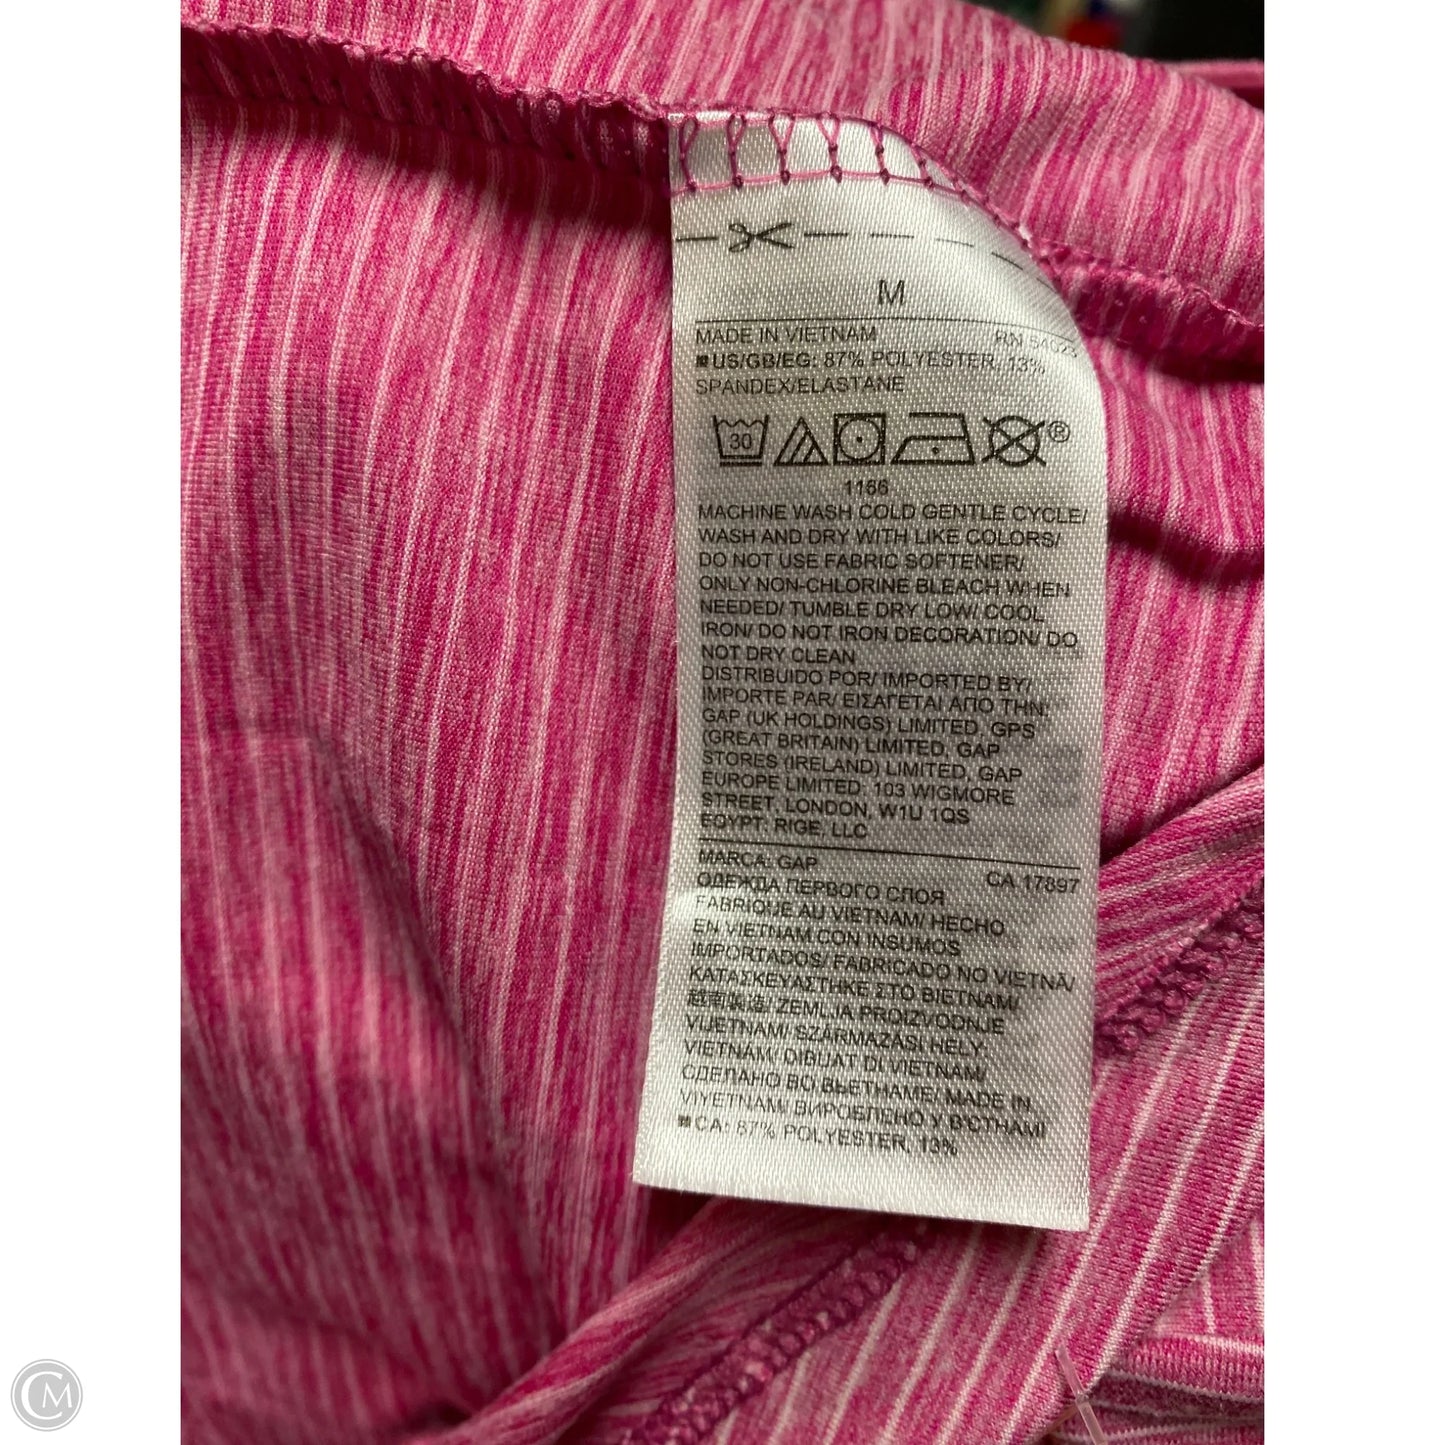 M
MADE IN VIETNAM RN 54023
US/GB/EG: 87% POLYESTER, 13%
SPANDEX/ELASTANE
30 ®
1166
MACHINE WASH COLD GENTLE CYCLE/
WASH AND DRY WITH LIKE COLORS/
DO NOT USE FABRIC SOFTENER/
ONLY NON-CHLORINE BLEACH WHEN
NEEDED/ TUMBLE DRY LOW/ COOL
IRON/ DO NOT IRON DECORATION/ DO
NOT DRY CLEAN
DISTRIBUIDO POR/ IMPORTED BY/
IMPORTE PAR/ ΕΙΣΑΓΕΤΑΙ ΑΠΟ ΤΗΝ:
GAP (UK HOLDINGS) LIMITED, GPS
(GREAT BRITAIN) LIMITED, GAP
STORES (IRELAND) LIMITED, GAP
EUROPE LIMITED: 103 WIGMORE
STREET, LONDON, W1U 1QS
EGYPT: RIGE, LLC
MARCA: GAP CA 17897
ОДЕЖДА ПЕРВОГО СЛОЯ
FABRIQUE AU VIETNAM/ HECHO
EN VIETNAM CON INSUMOS
IMPORTADOS/ FABRICADO NO VIETNÃ/
ΚΑΤΑΣΚΕΥΑΣΤΗΚΕ ΣΤΟ ΒΙΕΤΝΑΜ/
越南製造/ ZEMLJA PROIZVODNJE
VIJETNAM/ SZÁRMAZÁSI HELY:
VIETNÁM/ DIBUAT DI VIETNAM/
СДЕЛАНО ВО ВЬЕТНАМЕ/ MADE IN
VIYETNAM/ ВИРОБЛЕНО У В'ЄТНАМІ
CA: 87% POLYESTER, 13%
CM